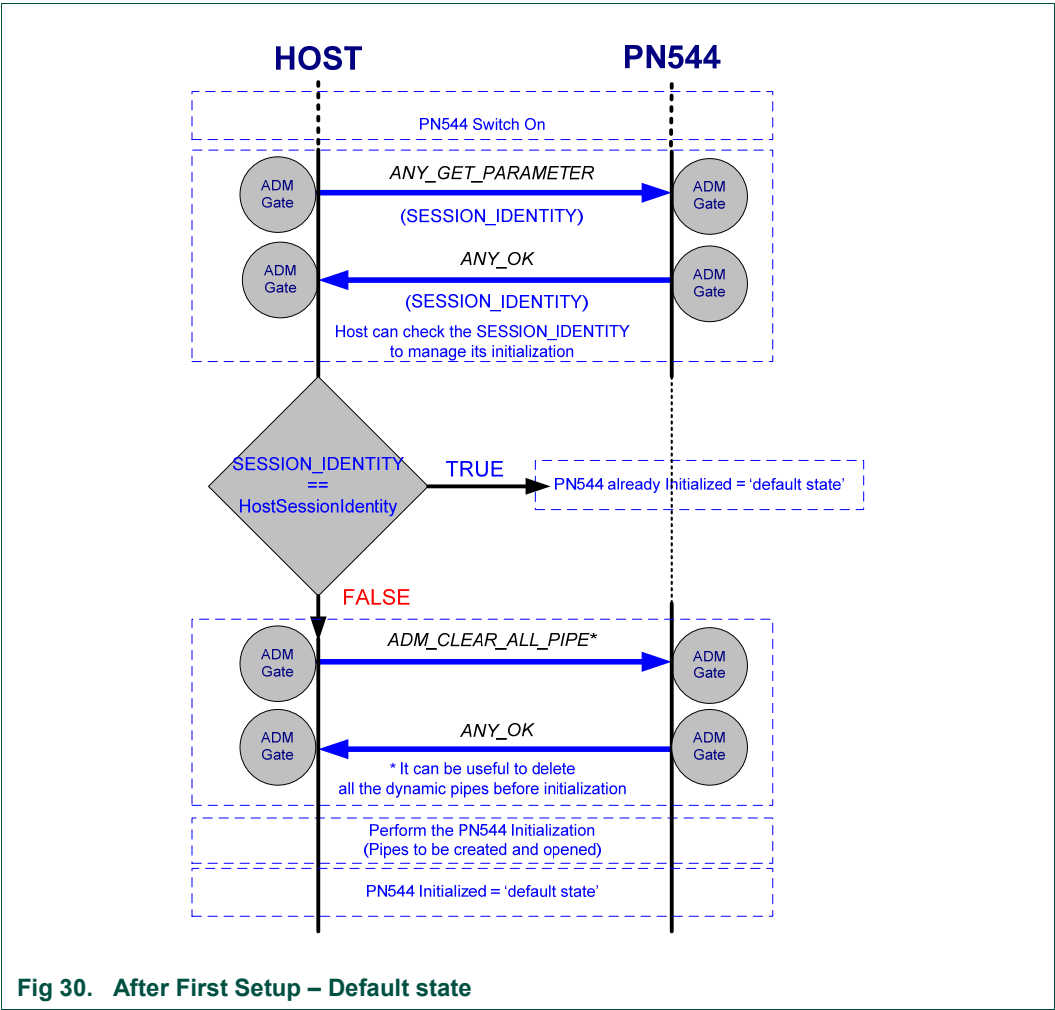 HOST
PN544
PN544 Switch On
ADM
Gate
ANY_GET_PARAMETER
(SESSION_IDENTITY)
ADM
Gate
ADM
Gate
ANY_OK
(SESSION_IDENTITY)
ADM
Gate
Host can check the SESSION_IDENTITY
to manage its initialization
SESSION_IDENTITY
==
HostSessionIdentity
TRUE
PN544 already Initialized = ‘default state’
FALSE
ADM
Gate
ADM_CLEAR_ALL_PIPE*
ADM
Gate
ADM
Gate
ANY_OK
ADM
Gate
* It can be useful to delete
all the dynamic pipes before initialization
Perform the PN544 Initialization
(Pipes to be created and opened)
PN544 Initialized = ‘default state’
Fig 30. After First Setup – Default state